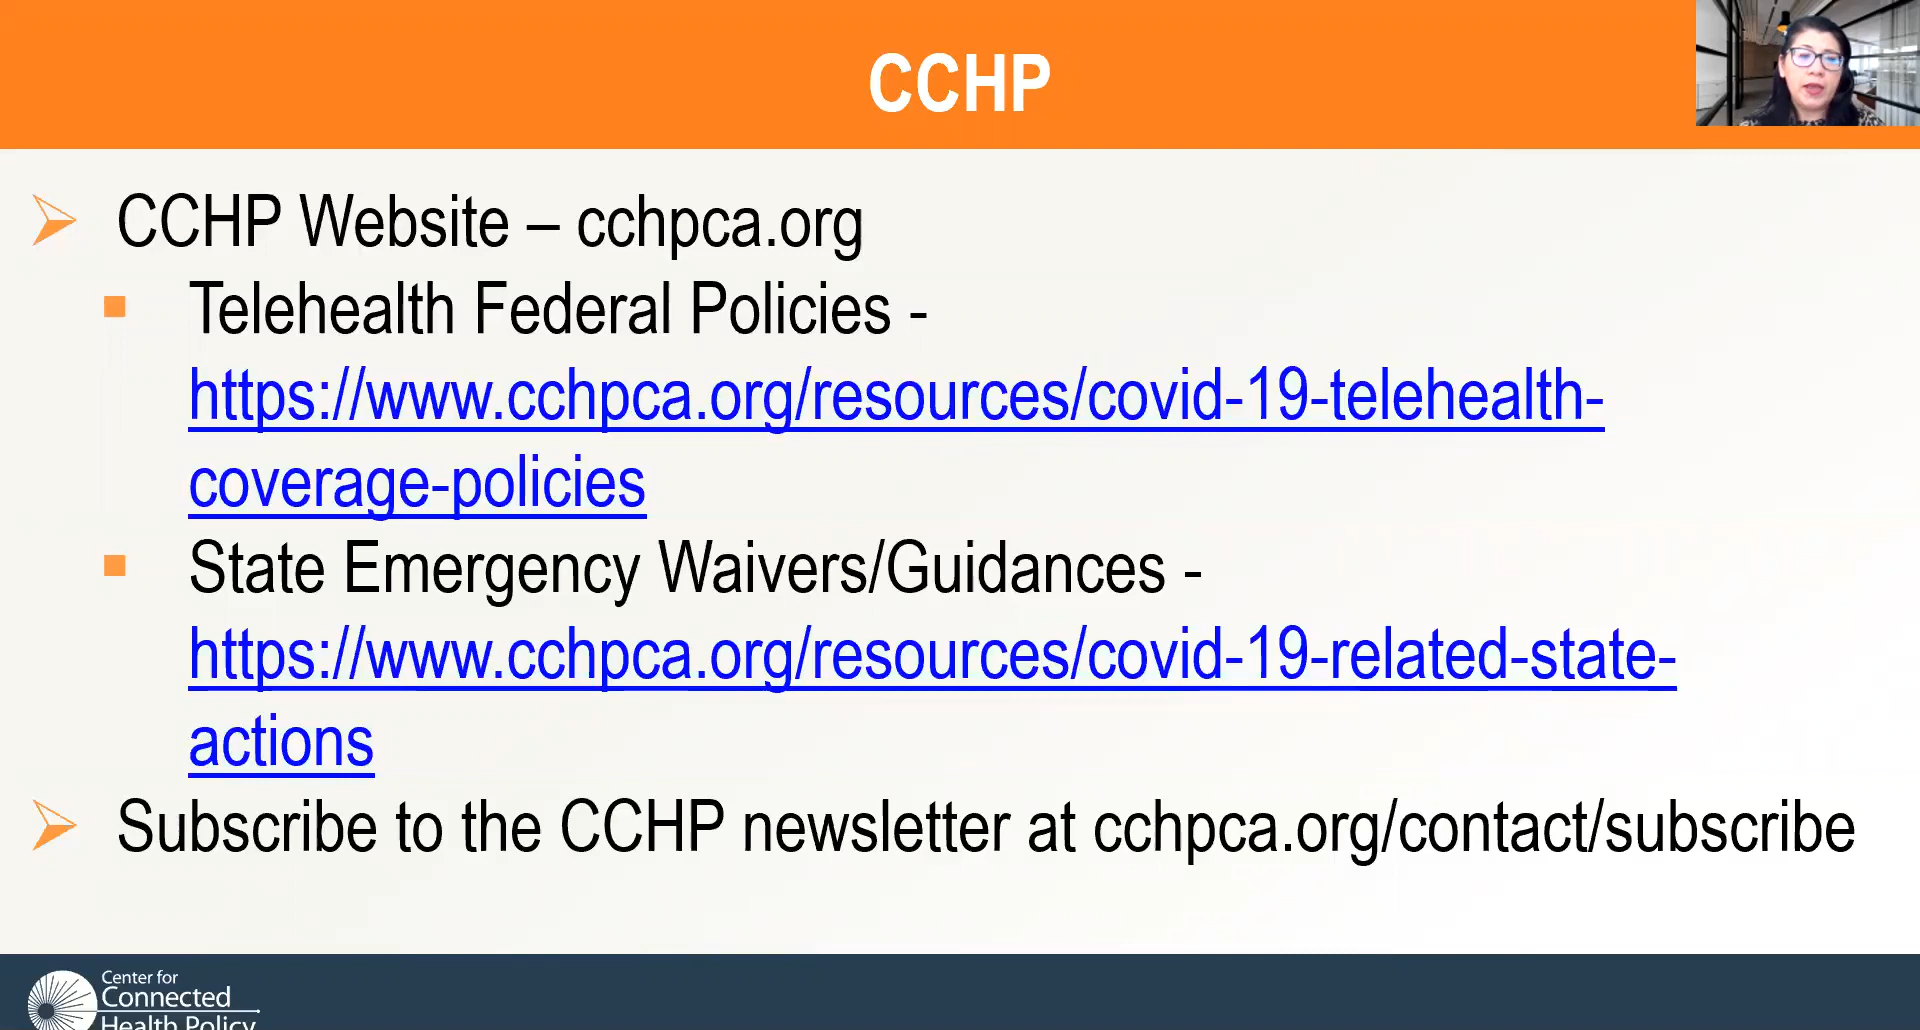 CCHP
CCHP Website – cchpca.org
Telehealth Federal Policies -
https://www.cchpca.org/resources/covid-19-telehealth-
coverage-policies
State Emergency Waivers/Guidances -
https://www.cchpca.org/resources/covid-19-related-state-
actions
Subscribe to the CCHP newsletter at cchpca.org/contact/subscribe
Center for
Connected
Health Policy